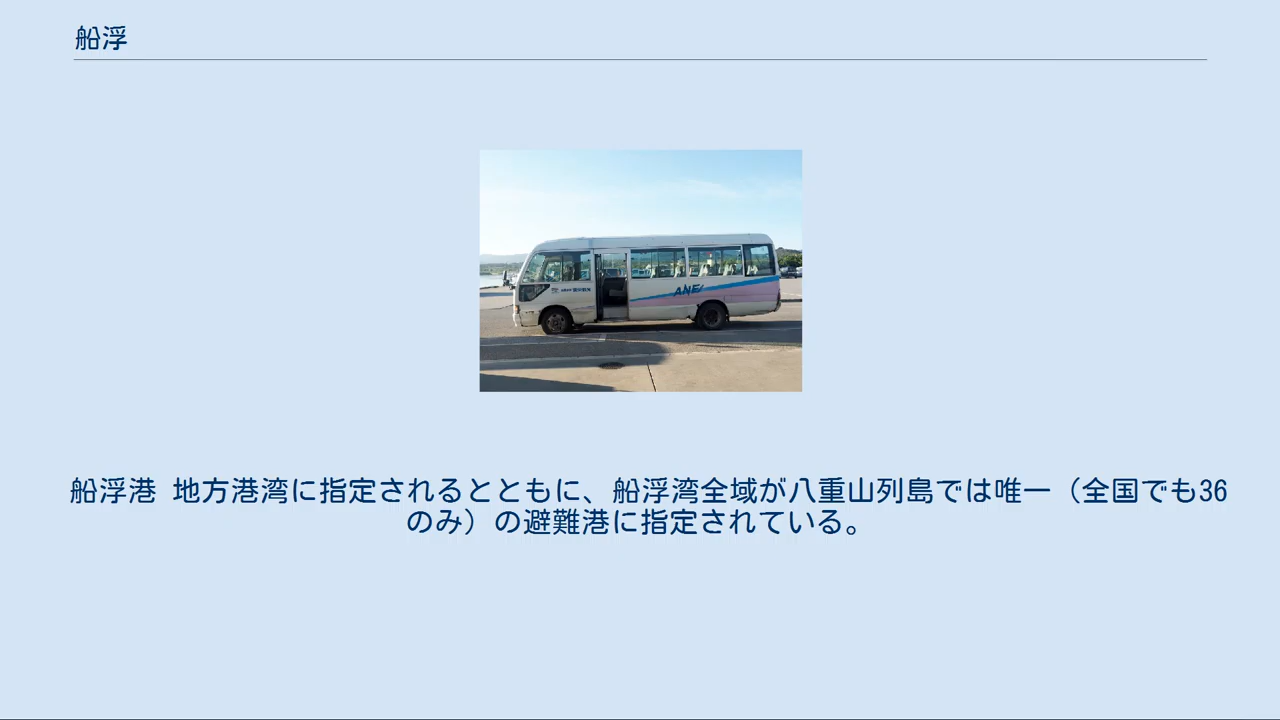 船浮
ANEI
船浮港 地方港湾に指定されるとともに、船浮湾全域が八重山列島では唯一（全国でも36
のみ）の避難港に指定されている。